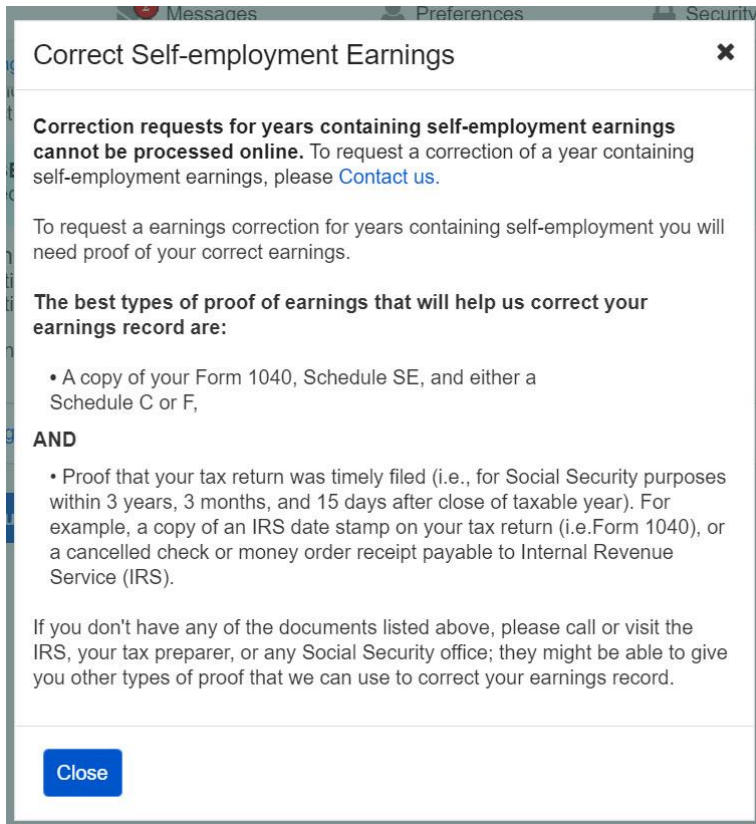 2
Messages
Preferences
Security
Correct Self-employment Earnings
Correction requests for years containing self-employment earnings
cannot be processed online. To request a correction of a year containing
self-employment earnings, please Contact us.
To request a earnings correction for years containing self-employment you will
need proof of your correct earnings.
The best types of proof of earnings that will help us correct your
earnings record are:
• A copy of your Form 1040, Schedule SE, and either a
Schedule C or F,
AND
• Proof that your tax return was timely filed (i.e., for Social Security purposes
within 3 years, 3 months, and 15 days after close of taxable year). For
example, a copy of an IRS date stamp on your tax return (i.e.Form 1040), or
a cancelled check or money order receipt payable to Internal Revenue
Service (IRS).
If you don't have any of the documents listed above, please call or visit the
IRS, your tax preparer, or any Social Security office; they might be able to give
you other types of proof that we can use to correct your earnings record.
Close